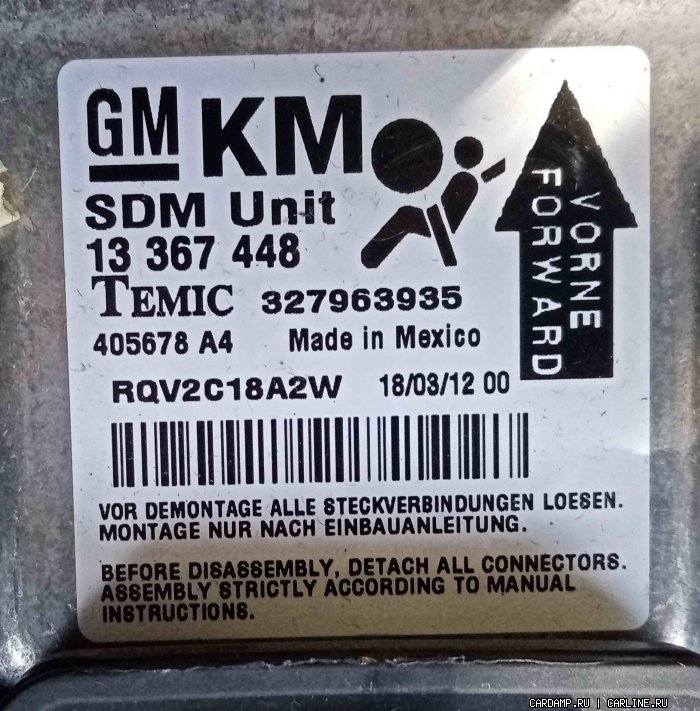 GM KM
SDM Unit
13 367 448
TEMIC 327963935
405678 A4 Made in Mexico
RQV2C18A2W 18/03/12 00
VORNE
FORWARD
VOR DEMONTAGE ALLE STECKVERBINDUNGEN LOESEN.
MONTAGE NUR NACH EINBAUANLEITUNG.
BEFORE DISASSEMBLY, DETACH ALL CONNECTORS.
ASSEMBLY STRICTLY ACCORDING TO MANUAL
INSTRUCTIONS.
CARDAMP.RU | CARLINE.RU